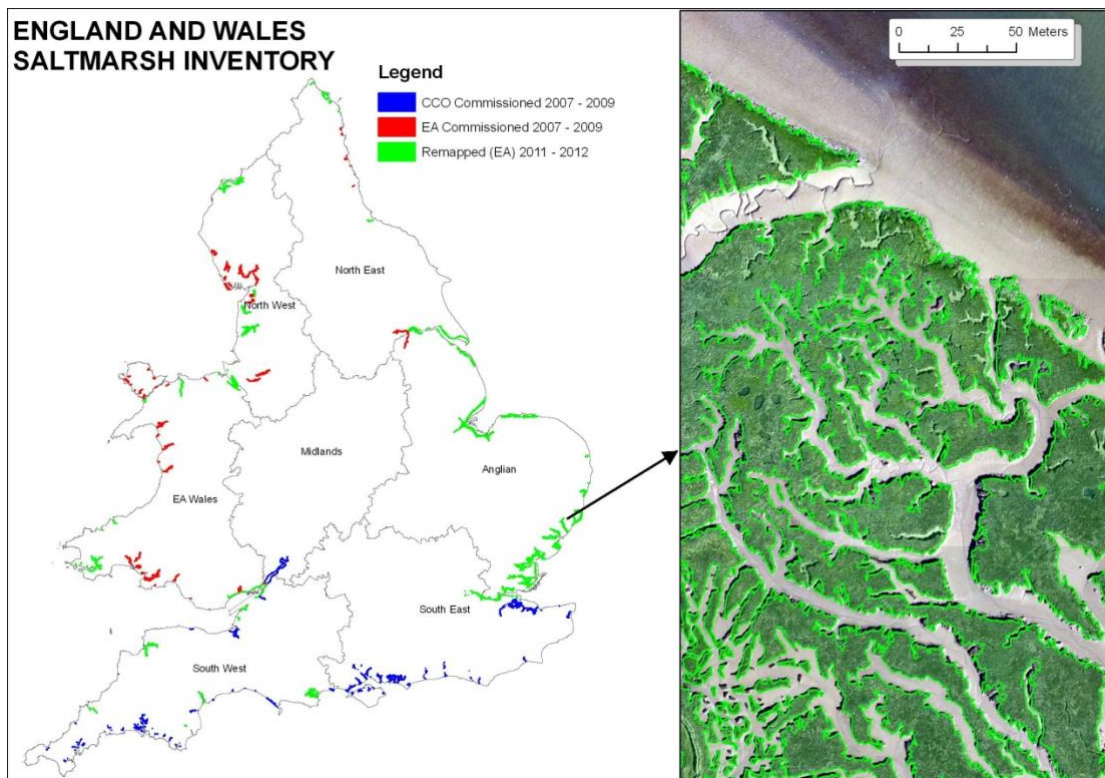 ENGLAND AND WALES
SALTMARSH INVENTORY
Legend
CCO Commissioned 2007 - 2009
EA Commissioned 2007 - 2009
Remapped (EA) 2011 - 2012
0 25 50 Meters
North East
North West
Midlands
Anglian
EA Wales
South East
South West